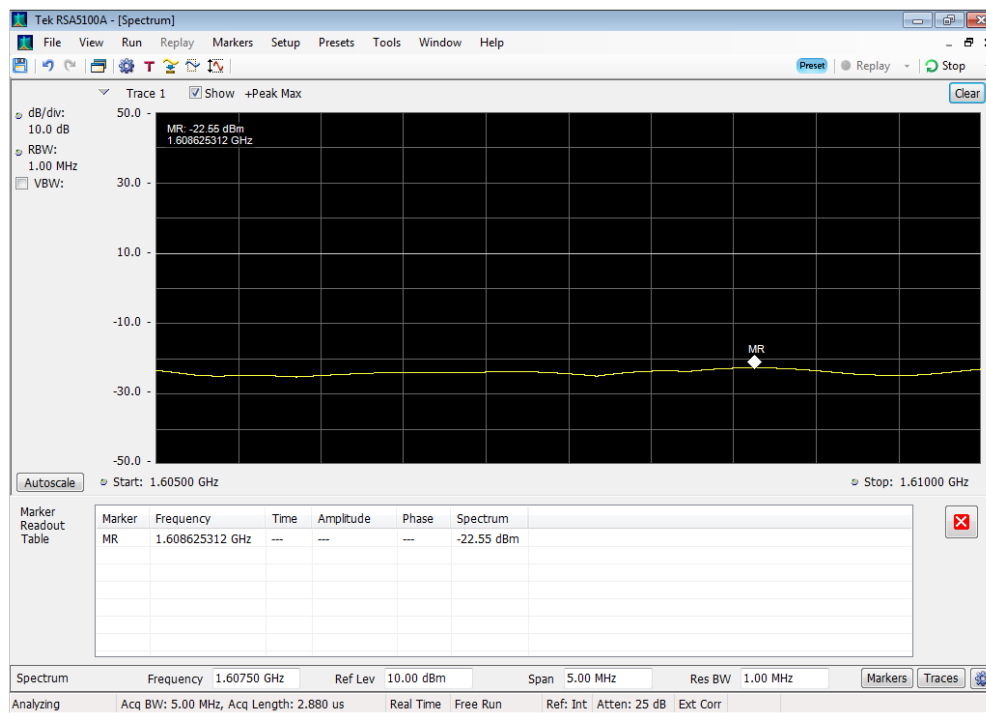 Tek RSA5100A - [Spectrum]
File View Run Replay Markers Setup Presets Tools Window Help
T Preset Replay Stop
Trace 1 Show +Peak Max Clear
dB/div:
10.0 dB
RBW:
1.00 MHz
VBW:
50.0
30.0
10.0
-10.0
-30.0
-50.0
MR: -22.55 dBm
1.608625312 GHz
MR
Autoscale Start: 1.60500 GHz Stop: 1.61000 GHz
Marker
Readout
Table
Marker Frequency Time Amplitude Phase Spectrum
MR 1.608625312 GHz --- --- --- -22.55 dBm
Spectrum Frequency 1.60750 GHz Ref Lev 10.00 dBm Span 5.00 MHz Res BW 1.00 MHz Markers Traces
Analyzing Acq BW: 5.00 MHz, Acq Length: 2.880 us Real Time Free Run Ref: Int Atten: 25 dB Ext Corr